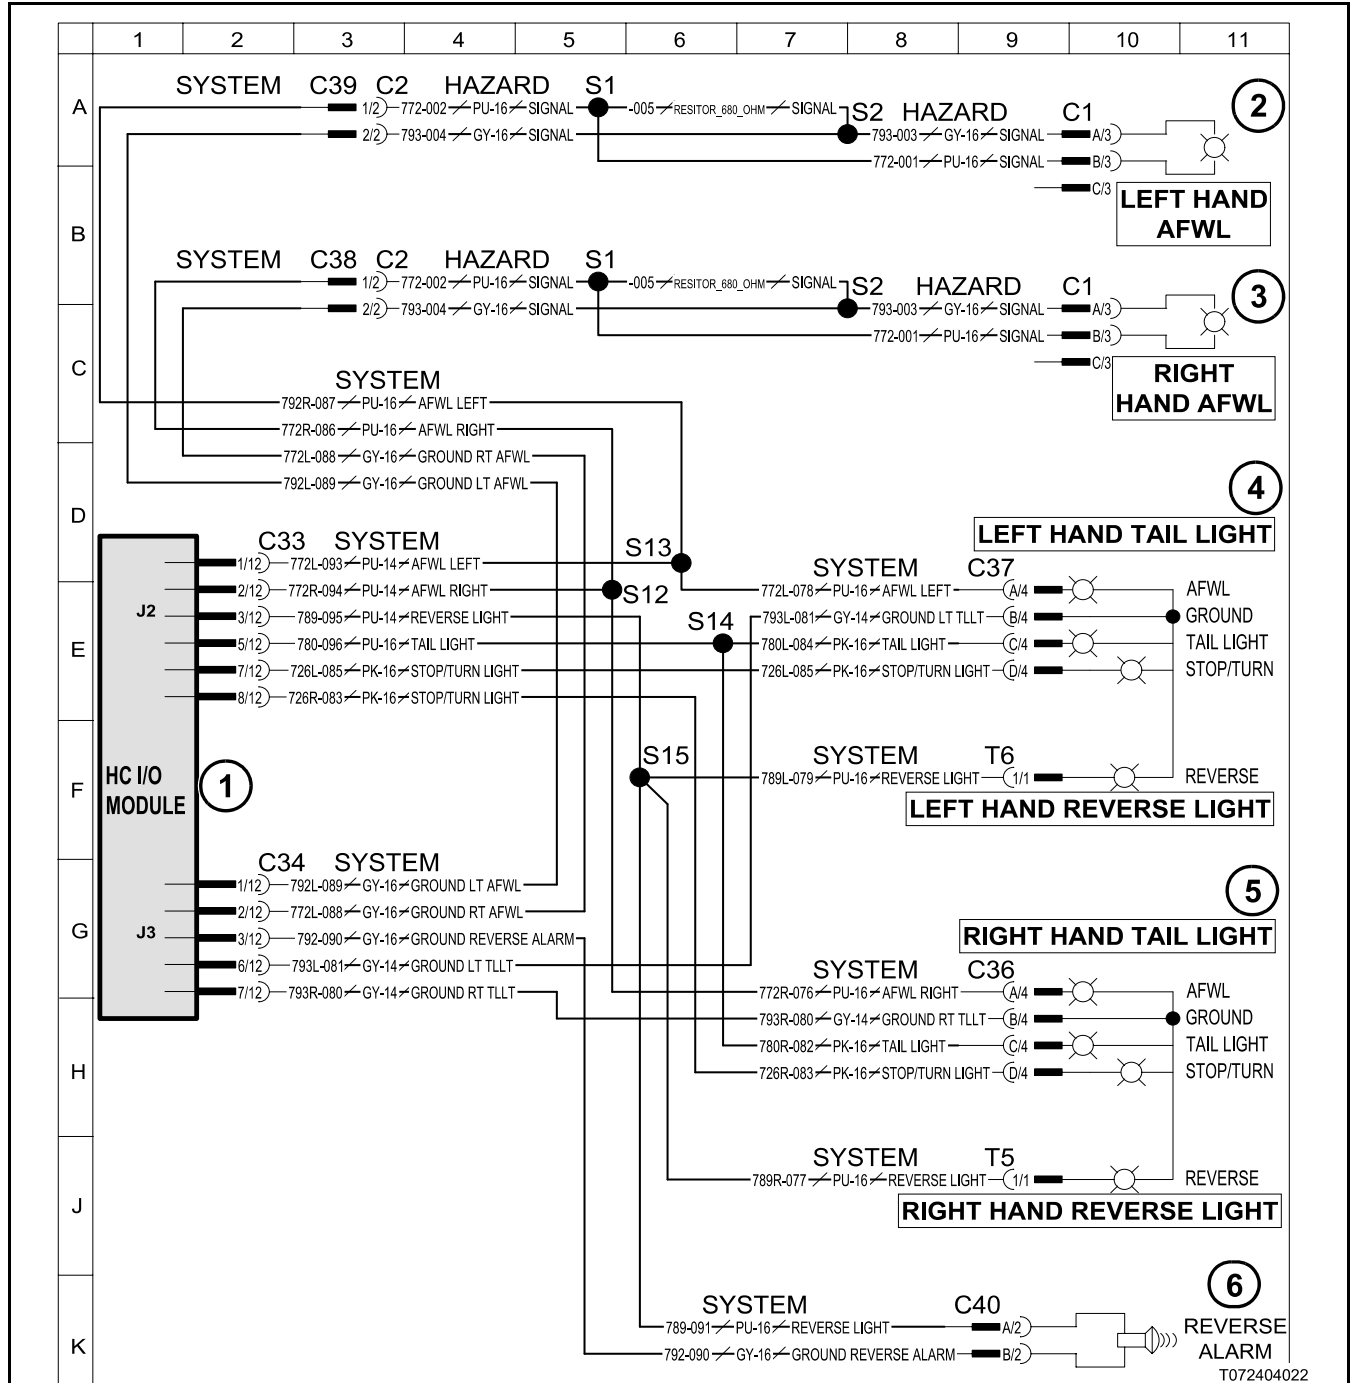 1 2 3 4 5 6 7 8 9 10 11
A
SYSTEM C39 C2 HAZARD S1
1/2 772-002 PU-16 SIGNAL -005 RESITOR_680_OHM SIGNAL
S2 HAZARD C1
2
2/2 793-004 GY-16 SIGNAL 793-003 GY-16 SIGNAL A/3
772-001 PU-16 SIGNAL B/3
C/3
LEFT HAND
AFWL
B
SYSTEM C38 C2 HAZARD S1
1/2 772-002 PU-16 SIGNAL -005 RESITOR_680_OHM SIGNAL
S2 HAZARD C1
3
2/2 793-004 GY-16 SIGNAL 793-003 GY-16 SIGNAL A/3
772-001 PU-16 SIGNAL B/3
C/3
RIGHT
HAND AFWL
C
SYSTEM
792R-087 PU-16 AFWL LEFT
772R-086 PU-16 AFWL RIGHT
772L-088 GY-16 GROUND RT AFWL
792L-089 GY-16 GROUND LT AFWL
D
4
LEFT HAND TAIL LIGHT
C33 SYSTEM S13
1/12 772L-093 PU-14 AFWL LEFT
2/12 772R-094 PU-14 AFWL RIGHT
S12
J2
3/12 789-095 PU-14 REVERSE LIGHT
S14
5/12 780-096 PU-16 TAIL LIGHT
7/12 726L-085 PK-16 STOP/TURN LIGHT
8/12 726R-083 PK-16 STOP/TURN LIGHT
E
SYSTEM C37
772L-078 PU-16 AFWL LEFT A/4 AFWL
793L-081 GY-14 GROUND LT TLLT B/4 GROUND
780L-084 PK-16 TAIL LIGHT C/4 TAIL LIGHT
726L-085 PK-16 STOP/TURN LIGHT D/4 STOP/TURN
F
HC I/O
MODULE
1
S15
SYSTEM T6
789L-079 PU-16 REVERSE LIGHT 1/1 REVERSE
LEFT HAND REVERSE LIGHT
C34 SYSTEM
1/12 792L-089 GY-16 GROUND LT AFWL
2/12 772L-088 GY-16 GROUND RT AFWL
G
J3
3/12 792-090 GY-16 GROUND REVERSE ALARM
6/12 793L-081 GY-14 GROUND LT TLLT
7/12 793R-080 GY-14 GROUND RT TLLT
5
RIGHT HAND TAIL LIGHT
SYSTEM C36
772R-076 PU-16 AFWL RIGHT A/4 AFWL
793R-080 GY-14 GROUND RT TLLT B/4 GROUND
780R-082 PK-16 TAIL LIGHT C/4 TAIL LIGHT
H
726R-083 PK-16 STOP/TURN LIGHT D/4 STOP/TURN
SYSTEM T5
789R-077 PU-16 REVERSE LIGHT 1/1 REVERSE
J
RIGHT HAND REVERSE LIGHT
6
SYSTEM C40
789-091 PU-16 REVERSE LIGHT A/2
K
792-090 GY-16 GROUND REVERSE ALARM B/2
REVERSE
ALARM
T072404022